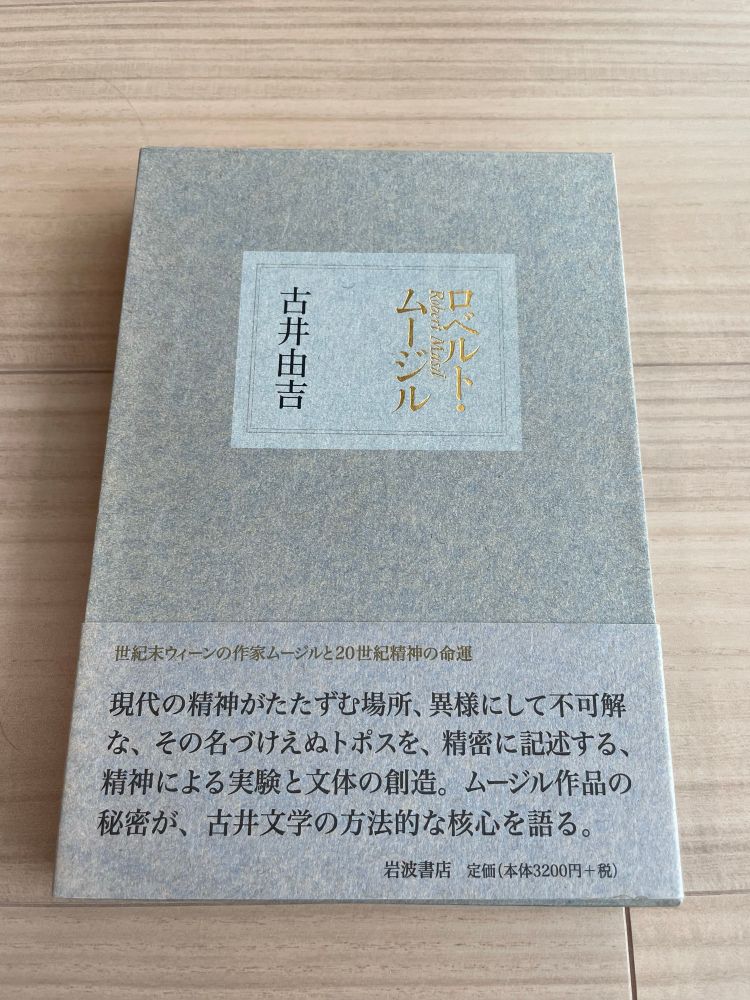 ロベルト・
ムージル
Robert Musil
古井由吉
世紀末ウィーンの作家ムージルと20世紀精神の命運
現代の精神がたたずむ場所、異様にして不可解
な、その名づけえぬトポスを、精密に記述する、
精神による実験と文体の創造。ムージル作品の
秘密が、古井文学の方法的な核心を語る。
岩波書店 定価(本体3200円+税)